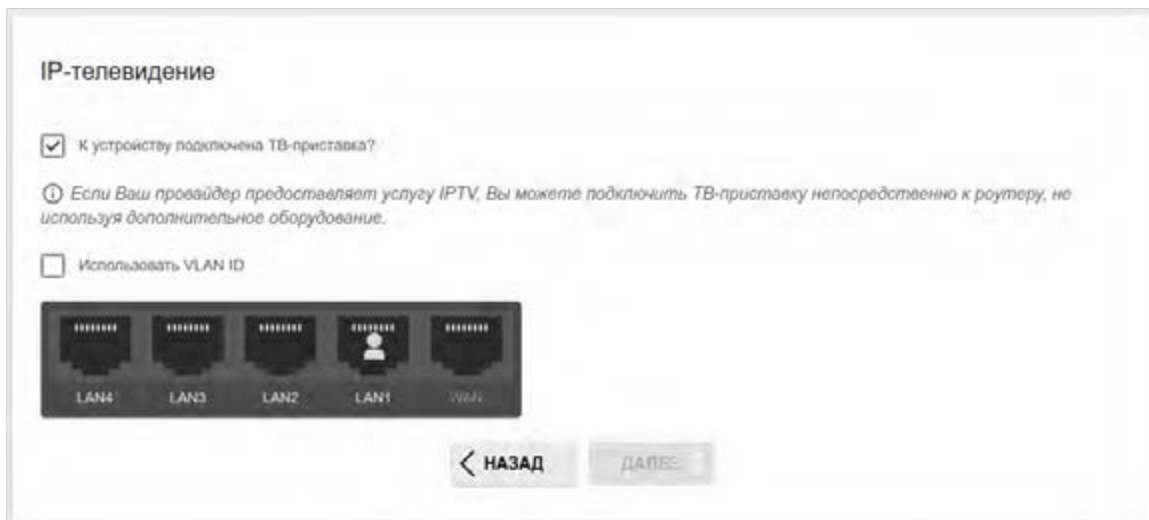 IP-телевидение
К устройству подключена ТВ-приставка?
Если Ваш провайдер предоставляет услугу IPTV, Вы можете подключить ТВ-приставку непосредственно к роутеру, не
используя дополнительное оборудование.
Использовать VLAN ID
LAN4 LAN3 LAN2 LAN1 WAN
НАЗАД ДАЛЕЕ